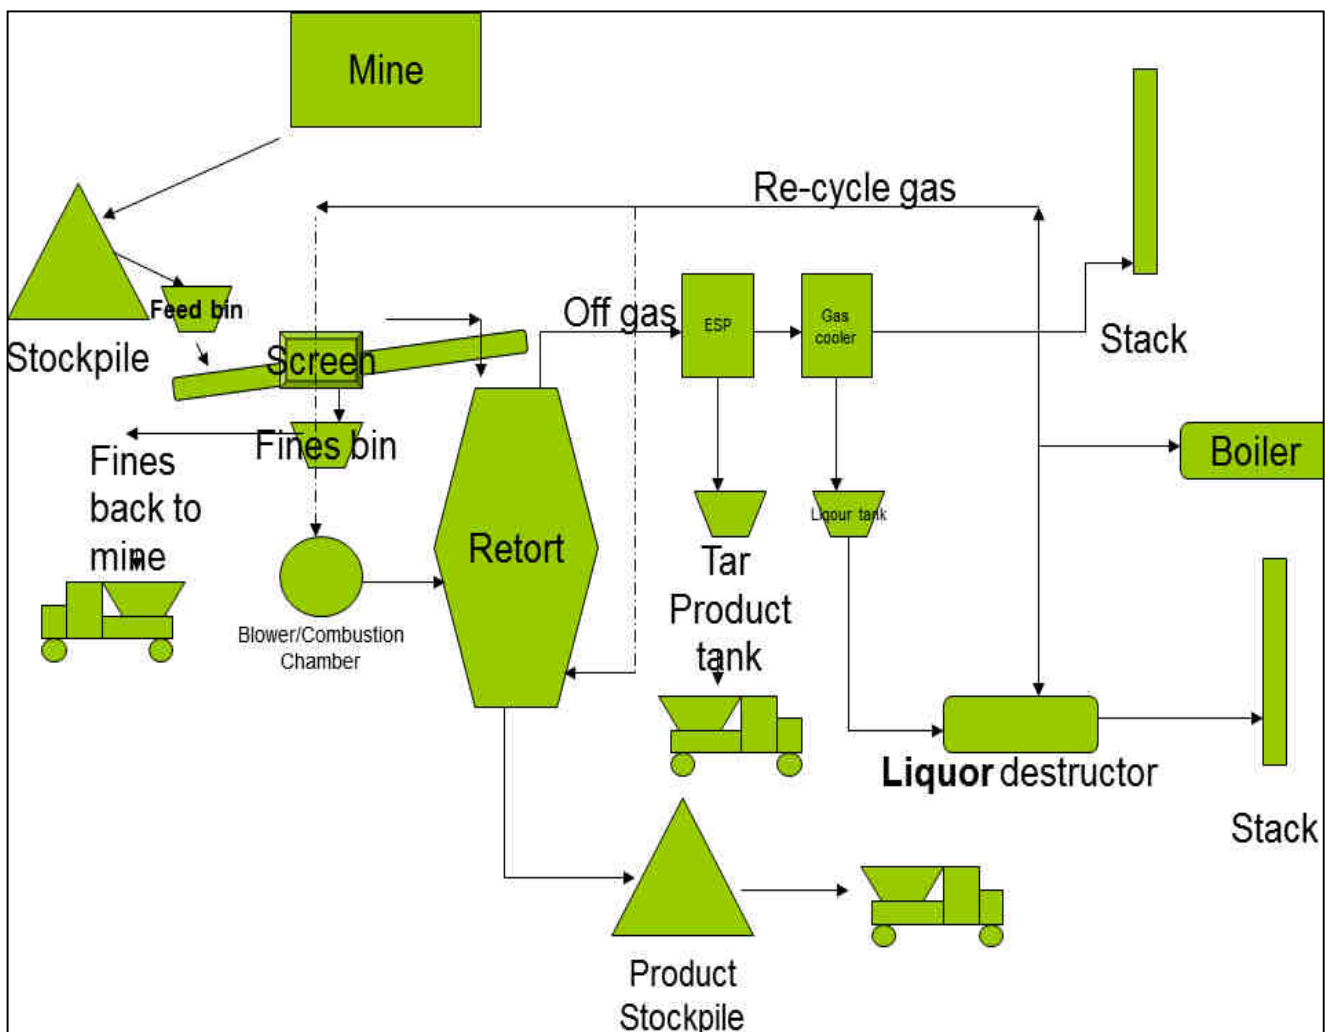 Mine
Re-cycle gas
Feed bin
Off gas
ESP
Gas
cooler
Stack
Stockpile
Screen
Fines bin
Fines
back to
mine
Boiler
Retort
Liqour tank
Tar
Product
tank
Blower/Combustion
Chamber
Liquor destructor
Stack
Product
Stockpile